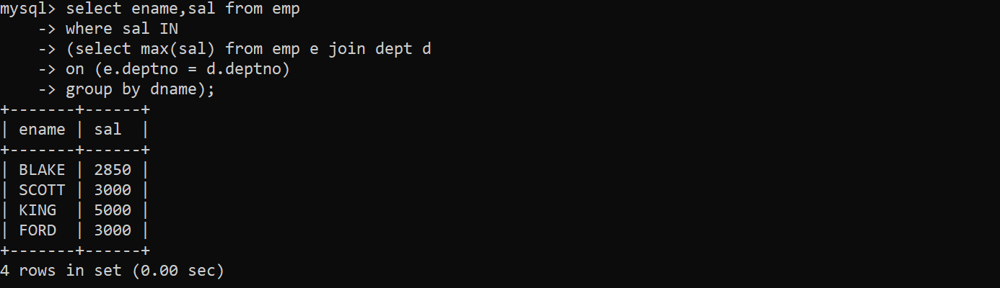 mysql> select ename,sal from emp
    -> where sal IN
    -> (select max(sal) from emp e join dept d
    -> on (e.deptno = d.deptno)
    -> group by dname);
+-------+------+
| ename | sal  |
+-------+------+
| BLAKE | 2850 |
| SCOTT | 3000 |
| KING  | 5000 |
| FORD  | 3000 |
+-------+------+
4 rows in set (0.00 sec)